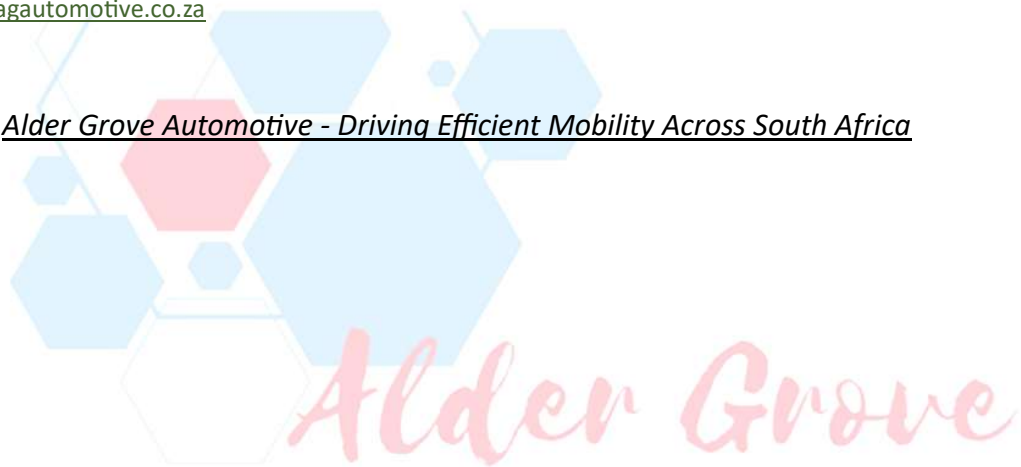 agautomotive.co.za
Alder Grove Automotive - Driving Efficient Mobility Across South Africa
Alder Grove